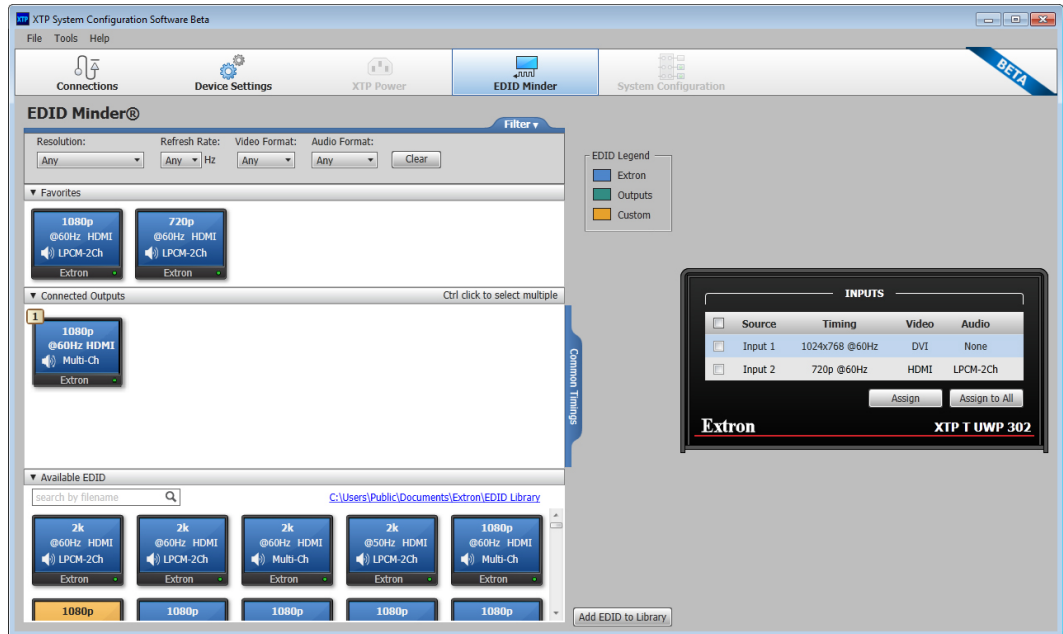 XTP XTP System Configuration Software Beta
File Tools Help
Connections Device Settings XTP Power EDID Minder System Configuration
BETA
EDID Minder®
Filter ▾
Resolution: Refresh Rate: Video Format: Audio Format:
Any Any Hz Any Any Clear
▼ Favorites
1080p 720p
@60Hz HDMI @60Hz HDMI
LPCM-2Ch LPCM-2Ch
Extron Extron
▼ Connected Outputs Ctrl click to select multiple
1
1080p
@60Hz HDMI
Multi-Ch
Extron
Common Timings
▼ Available EDID
search by filename C:\Users\Public\Documents\Extron\EDID Library
2k 2k 2k 2k 1080p
@60Hz HDMI @60Hz HDMI @60Hz HDMI @50Hz HDMI @60Hz HDMI
LPCM-2Ch LPCM-2Ch Multi-Ch LPCM-2Ch Multi-Ch
Extron Extron Extron Extron Extron
1080p 1080p 1080p 1080p 1080p
Add EDID to Library
EDID Legend
Extron
Outputs
Custom
INPUTS
Source Timing Video Audio
Input 1 1024x768 @60Hz DVI None
Input 2 720p @60Hz HDMI LPCM-2Ch
Assign Assign to All
Extron XTP T UWP 302